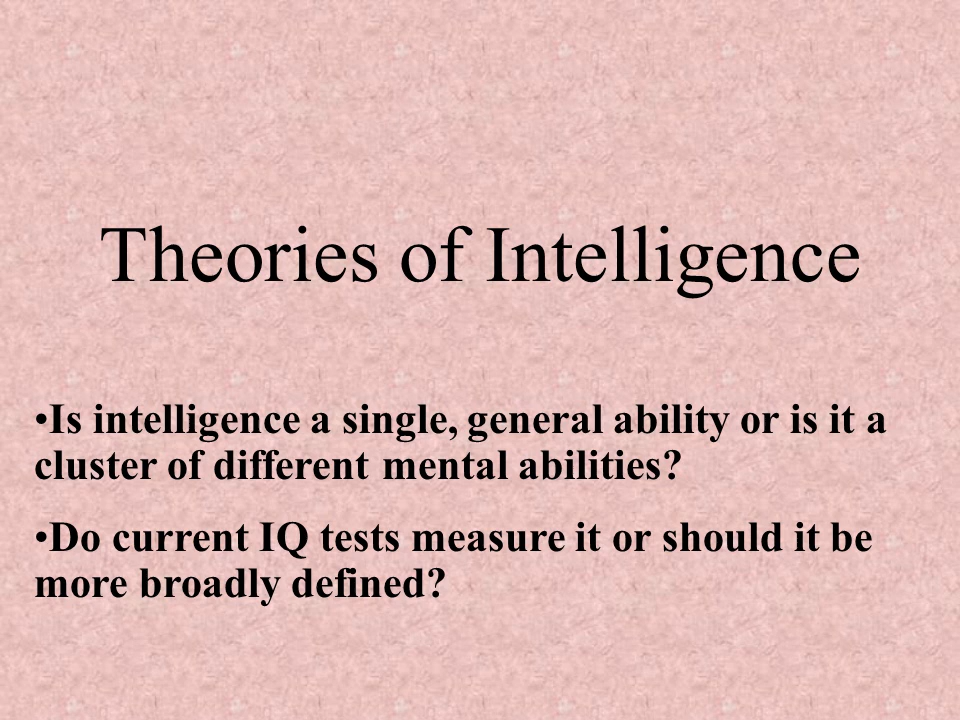 Theories of Intelligence
•Is intelligence a single, general ability or is it a
cluster of different mental abilities?
•Do current IQ tests measure it or should it be
more broadly defined?